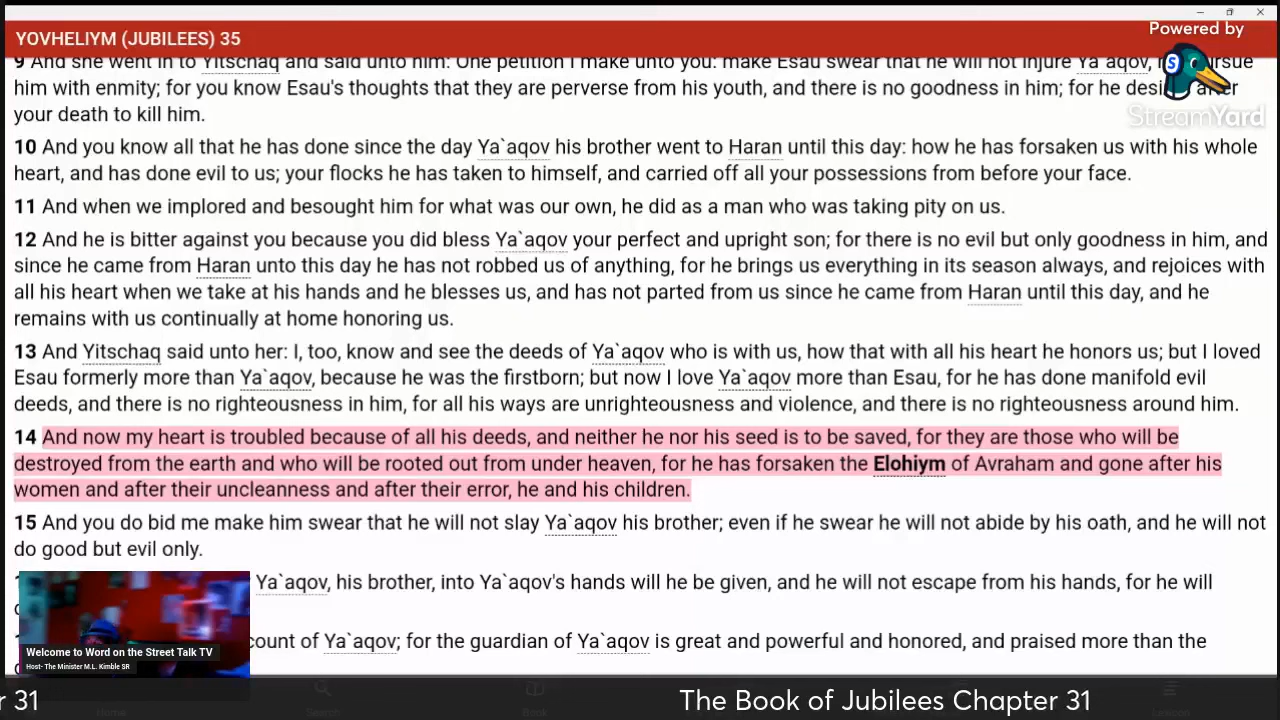 YOVHELIYM (JUBILEES) 35
Powered by
StreamYard
9 And she went in to Yitschaq and said unto him: One petition I make unto you: make Esau swear that he will not injure Ya`aqov,
him with enmity; for you know Esau's thoughts that they are perverse from his youth, and there is no goodness in him; for he
your death to kill him.
10 And you know all that he has done since the day Ya`aqov his brother went to Haran until this day: how he has forsaken us with his whole
heart, and has done evil to us; your flocks he has taken to himself, and carried off all your possessions from before your face.
11 And when we implored and besought him for what was our own, he did as a man who was taking pity on us.
12 And he is bitter against you because you did bless Ya`aqov your perfect and upright son; for there is no evil but only goodness in him, and
since he came from Haran unto this day he has not robbed us of anything, for he brings us everything in its season always, and rejoices with
all his heart when we take at his hands and he blesses us, and has not parted from us since he came from Haran until this day, and he
remains with us continually at home honoring us.
13 And Yitschaq said unto her: I, too, know and see the deeds of Ya`aqov who is with us, how that with all his heart he honors us; but I loved
Esau formerly more than Ya`aqov, because he was the firstborn; but now I love Ya`aqov more than Esau, for he has done manifold evil
deeds, and there is no righteousness in him, for all his ways are unrighteousness and violence, and there is no righteousness around him.
14 And now my heart is troubled because of all his deeds, and neither he nor his seed is to be saved, for they are those who will be
destroyed from the earth and who will be rooted out from under heaven, for he has forsaken the Elohiym of Avraham and gone after his
women and after their uncleanness and after their error, he and his children.
15 And you do bid me make him swear that he will not slay Ya`aqov his brother; even if he swear he will not abide by his oath, and he will not
do good but evil only.
Ya`aqov, his brother, into Ya`aqov's hands will he be given, and he will not escape from his hands, for he will
count of Ya`aqov; for the guardian of Ya`aqov is great and powerful and honored, and praised more than the
Welcome to Word on the Street Talk TV
Host- The Minister M.L. Kimble SR
r 31
The Book of Jubilees Chapter 31
Home
Search
Book